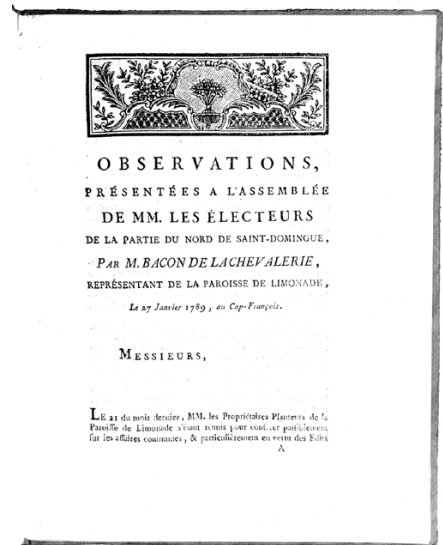 OBSERVATIONS,
PRÉSENTÉES A L'ASSEMBLÉE
DE MM. LES ÉLECTEURS
DE LA PARTIE DU NORD DE SAINT-DOMINGUE,
PAR M. BACON DE LA CHEVALERIE,
REPRÉSENTANT DE LA PAROISSE DE LIMONADE,
Le 27 Janvier 1789, au Cap-François.
MESSIEURS,
LE 21 du mois dernier, MM. les Propriétaires Planteurs de la
Paroiſſe de Limonade s'étant réunis pour conférer paiſiblement
ſur les affaires communes, & particulièrement en vertu des Edits
A